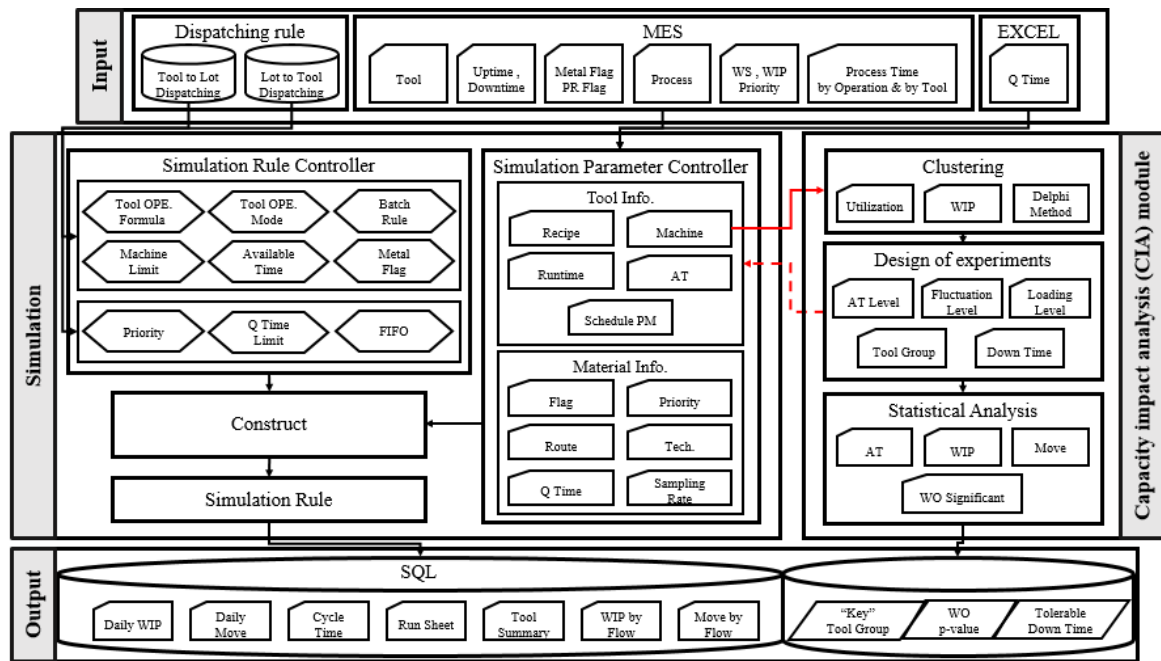 Input
Dispatching rule
Tool to Lot
Dispatching
Lot to Tool
Dispatching
MES
Tool
Uptime ,
Downtime
Metal Flag
PR Flag
Process
WS , WIP
Priority
Process Time
by Operation & by Tool
EXCEL
Q Time
Simulation
Simulation Rule Controller
Tool OPE.
Formula
Tool OPE.
Mode
Batch
Rule
Machine
Limit
Available
Time
Metal
Flag
Priority
Q Time
Limit
FIFO
Construct
Simulation Rule
Simulation Parameter Controller
Tool Info.
Recipe
Machine
Runtime
AT
Schedule PM
Material Info.
Flag
Priority
Route
Tech.
Q Time
Sampling
Rate
Clustering
Utilization
WIP
Delphi
Method
Design of experiments
AT Level
Fluctuation
Level
Loading
Level
Tool Group
Down Time
Statistical Analysis
AT
WIP
Move
WO Significant
Capacity impact analysis (CIA) module
Output
SQL
Daily WIP
Daily
Move
Cycle
Time
Run Sheet
Tool
Summary
WIP by
Flow
Move by
Flow
“Key”
Tool Group
WO
p-value
Tolerable
Down Time